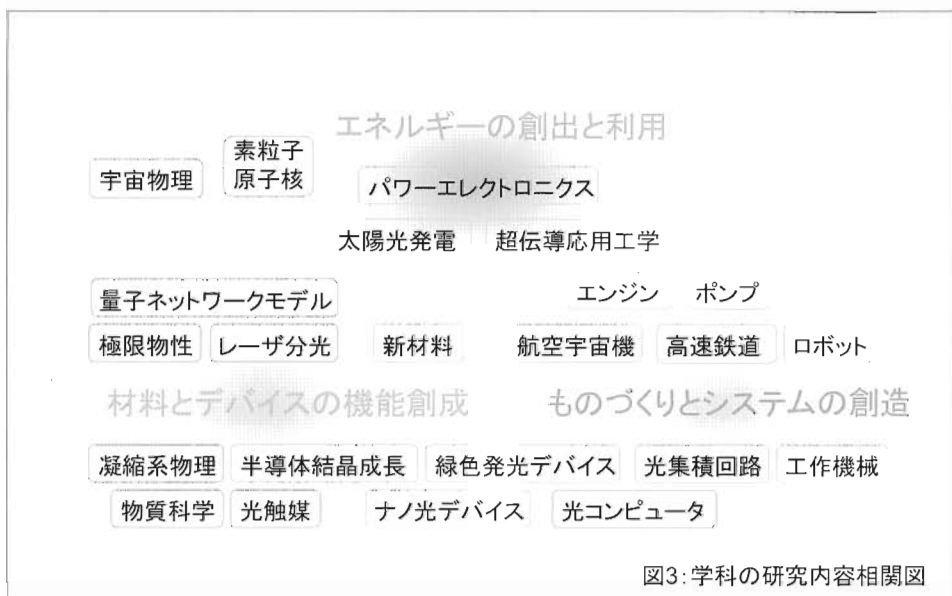 エネルギーの創出と利用
宇宙物理
素粒子
原子核
パワーエレクトロニクス
太陽光発電 超伝導応用工学
量子ネットワークモデル
エンジン ポンプ
極限物性 レーザ分光 新材料 航空宇宙機 高速鉄道 ロボット
材料とデバイスの機能創成 ものづくりとシステムの創造
凝縮系物理 半導体結晶成長 緑色発光デバイス 光集積回路 工作機械
物質科学 光触媒 ナノ光デバイス 光コンピュータ
図3:学科の研究内容相関図